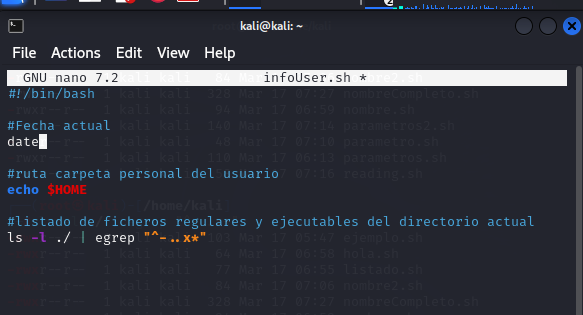 2
kali@kali: ~
File Actions Edit View Help
GNU nano 7.2 infoUser.sh *
#!/bin/bash
#Fecha actual
date
#ruta carpeta personal del usuario
echo $HOME
#listado de ficheros regulares y ejecutables del directorio actual
ls -l ./ | egrep "^-..x*"